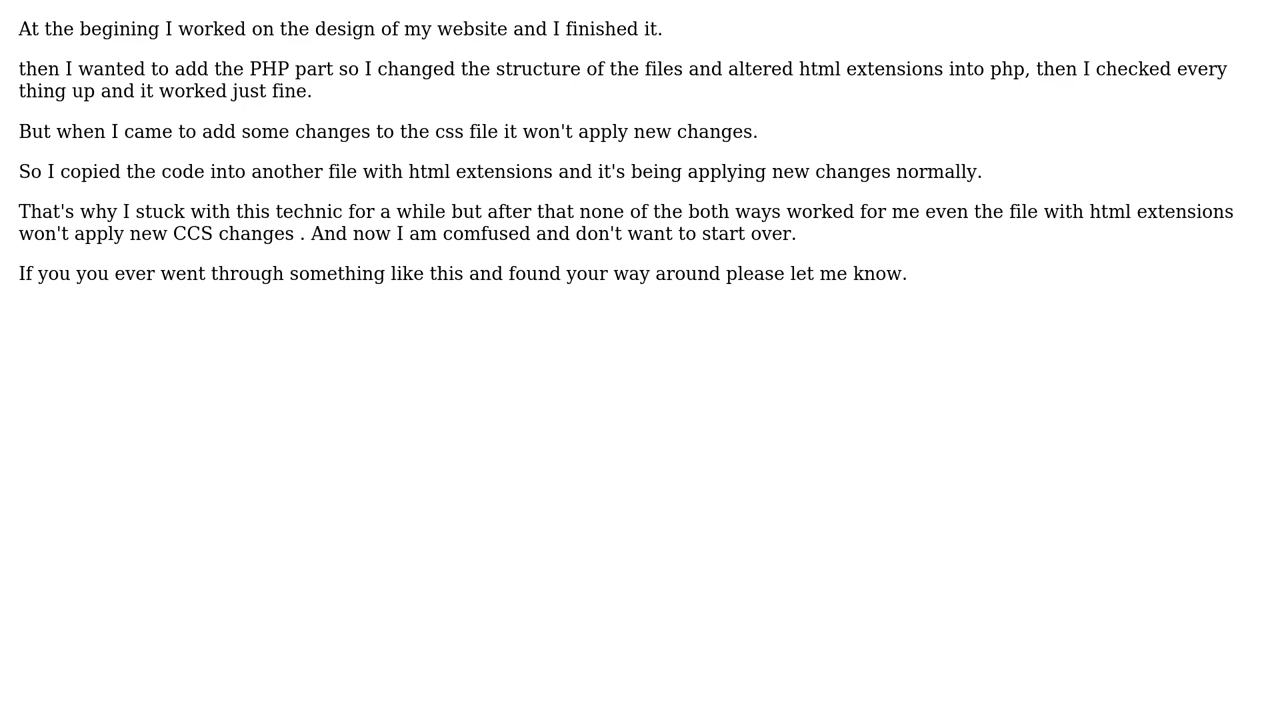 At the begining I worked on the design of my website and I finished it.
then I wanted to add the PHP part so I changed the structure of the files and altered html extensions into php, then I checked every
thing up and it worked just fine.
But when I came to add some changes to the css file it won't apply new changes.
So I copied the code into another file with html extensions and it's being applying new changes normally.
That's why I stuck with this technic for a while but after that none of the both ways worked for me even the file with html extensions
won't apply new CCS changes . And now I am comfused and don't want to start over.
If you you ever went through something like this and found your way around please let me know.